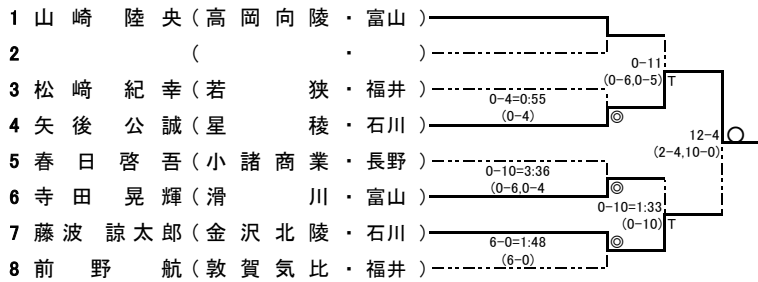 1 山崎 陸央(高岡向陵・富山)
2 ( ・ )
0-11
3 松﨑 紀幸(若狭・福井)
(0-6,0-5) T
0-4=0:55
(0-4)
4 矢後 公誠(星稜・石川)
◎
12-4 ○
5 春日 啓吾(小諸商業・長野)
(2-4,10-0)
0-10=3:36
(0-6,0-4
6 寺田 晃輝(滑川・富山)
◎
0-10=1:33
7 藤波 諒太郎(金沢北陵・石川)
(0-10) T
6-0=1:48
◎
(6-0)
8 前野 航(敦賀気比・福井)